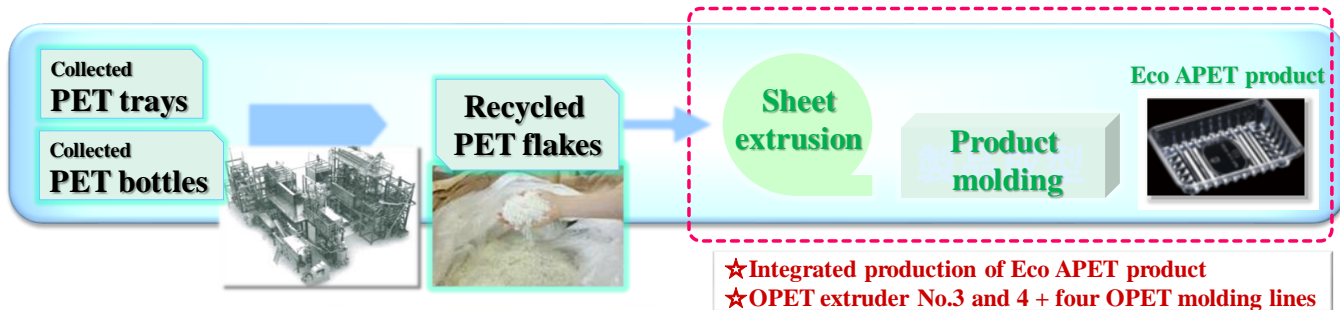 Collected
PET trays
Collected
PET bottles
Recycled
PET flakes
Sheet
extrusion
Product
molding
Eco APET product
☆Integrated production of Eco APET product
☆OPET extruder No.3 and 4 + four OPET molding lines